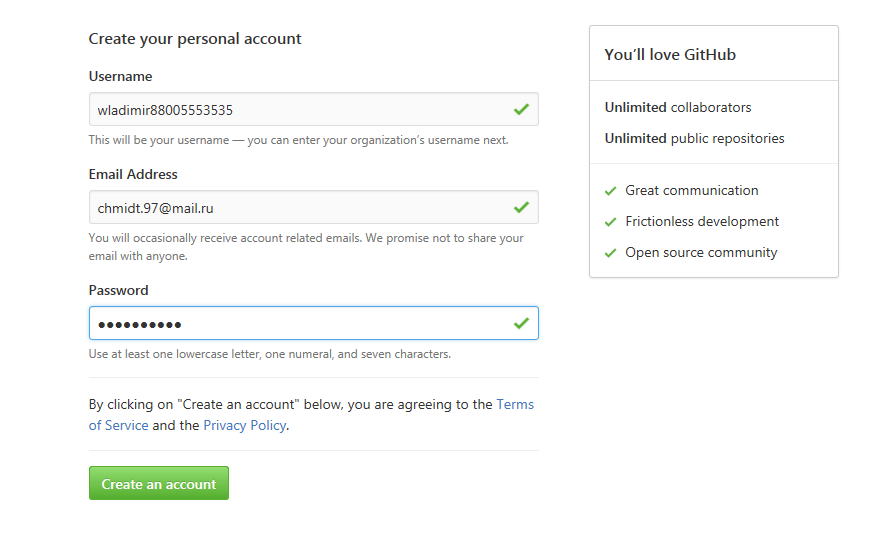 Create your personal account
Username
wladimir88005553535
This will be your username — you can enter your organization's username next.
Email Address
chmidt.97@mail.ru
You will occasionally receive account related emails. We promise not to share your
email with anyone.
Password
●●●●●●●●●●
Use at least one lowercase letter, one numeral, and seven characters.
By clicking on "Create an account" below, you are agreeing to the Terms
of Service and the Privacy Policy.
Create an account
You'll love GitHub
Unlimited collaborators
Unlimited public repositories
Great communication
Frictionless development
Open source community